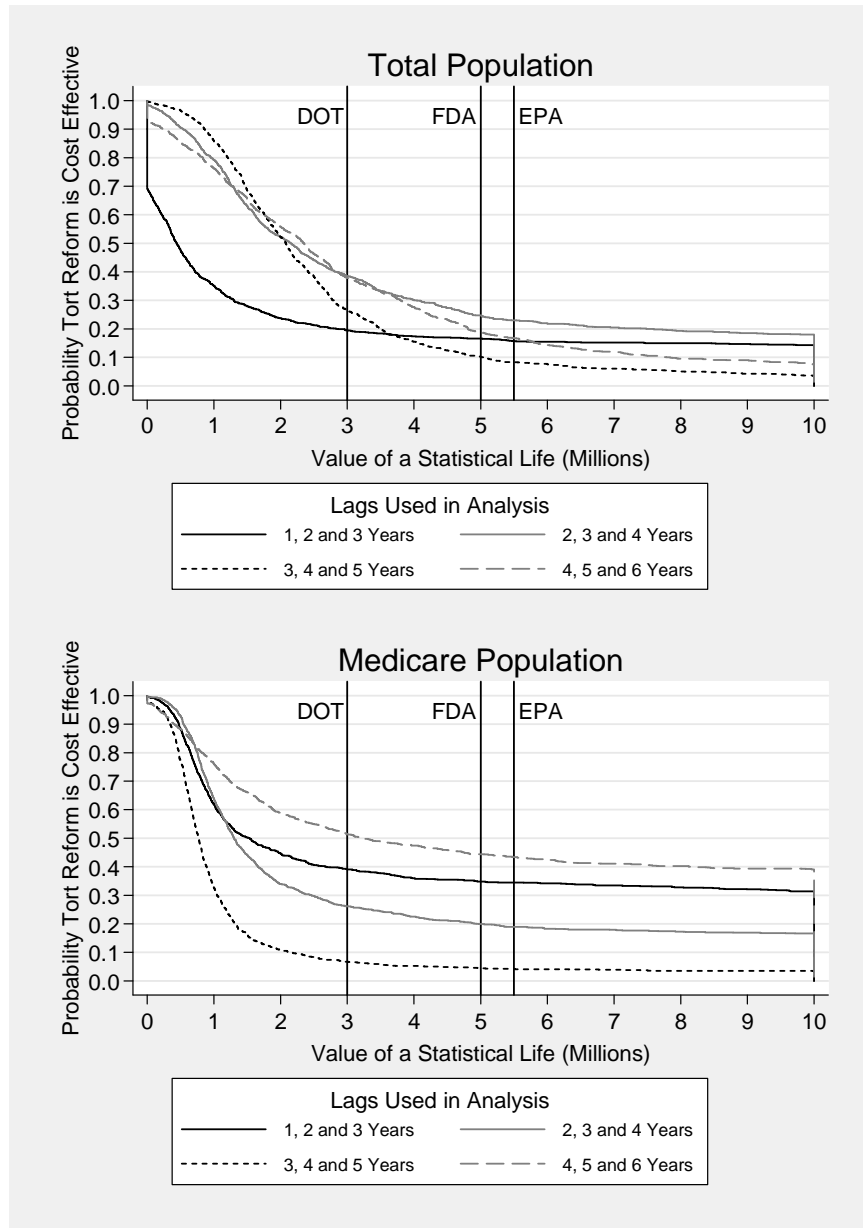 Total Population
Probability Tort Reform is Cost Effective
1.0
0.9
0.8
0.7
0.6
0.5
0.4
0.3
0.2
0.1
0.0
DOT FDA EPA
0 1 2 3 4 5 6 7 8 9 10
Value of a Statistical Life (Millions)
Lags Used in Analysis
1, 2 and 3 Years 2, 3 and 4 Years
3, 4 and 5 Years 4, 5 and 6 Years
Medicare Population
Probability Tort Reform is Cost Effective
1.0
0.9
0.8
0.7
0.6
0.5
0.4
0.3
0.2
0.1
0.0
DOT FDA EPA
0 1 2 3 4 5 6 7 8 9 10
Value of a Statistical Life (Millions)
Lags Used in Analysis
1, 2 and 3 Years 2, 3 and 4 Years
3, 4 and 5 Years 4, 5 and 6 Years